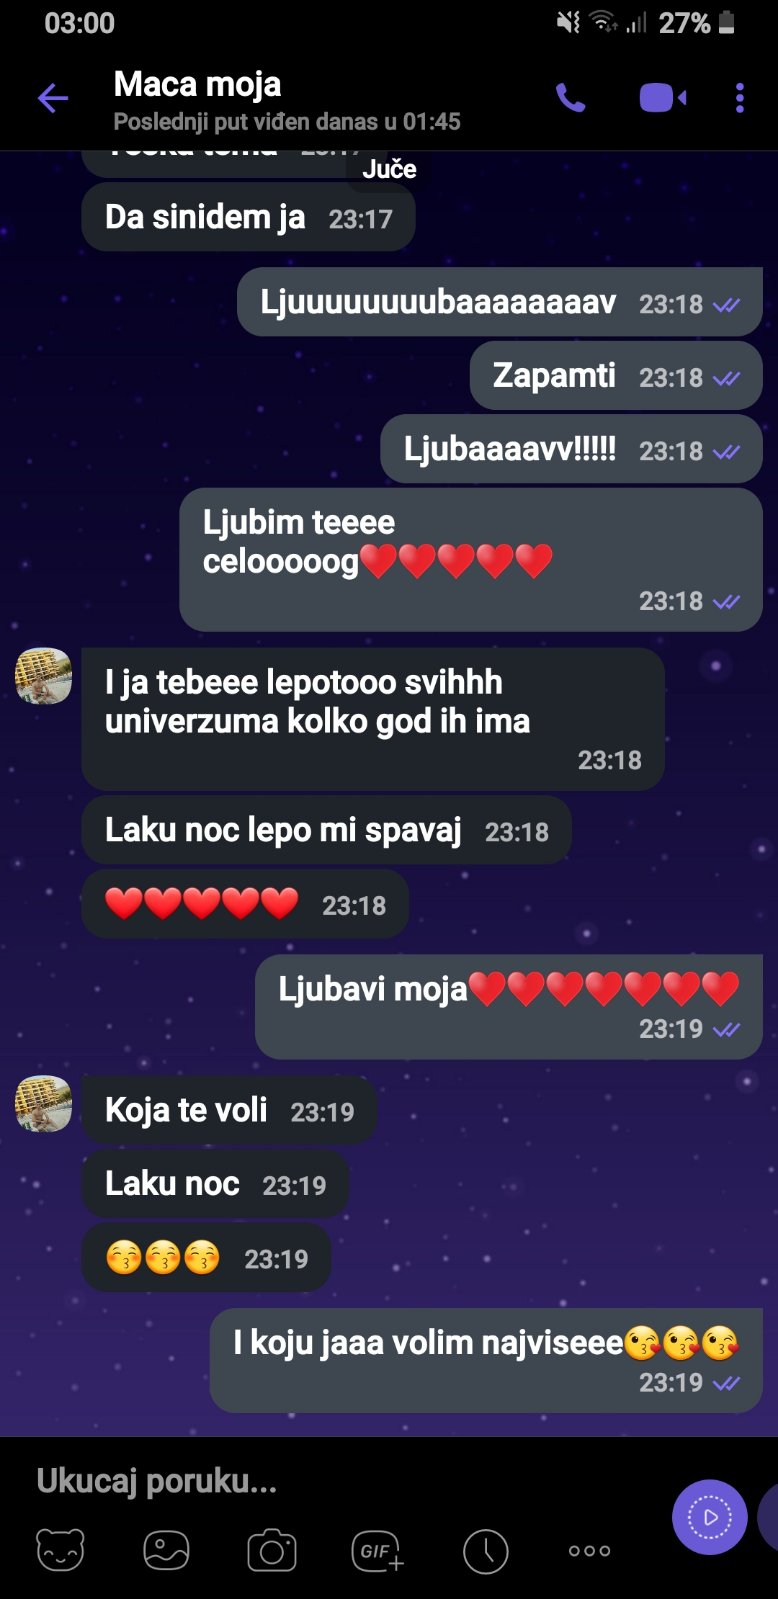 03:00
27%
Maca moja
Poslednji put viđen danas u 01:45
Juče
Da sinidem ja 23:17
Ljuuuuuuuubaaaaaaaav 23:18
Zapamti 23:18
Ljubaaaavv!!!!! 23:18
Ljubim teeee
celooooog❤️❤️❤️❤️❤️
23:18
I ja tebeee lepotooo svihhh
univerzuma kolko god ih ima
23:18
Laku noc lepo mi spavaj 23:18
❤️❤️❤️❤️❤️ 23:18
Ljubavi moja❤️❤️❤️❤️❤️❤️❤️
23:19
Koja te voli 23:19
Laku noc 23:19
😚😚😚 23:19
I koju jaaa volim najviseee😘😘😘
23:19
Ukucaj poruku...
GIF